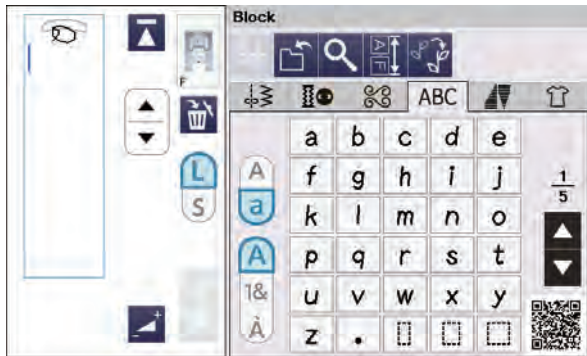 Block
F
A
F
ABC
L
S
A
a
A
1&
À
a b c d e
f g h i j
k l m n o
p q r s t
u v w x y
z .
1
5